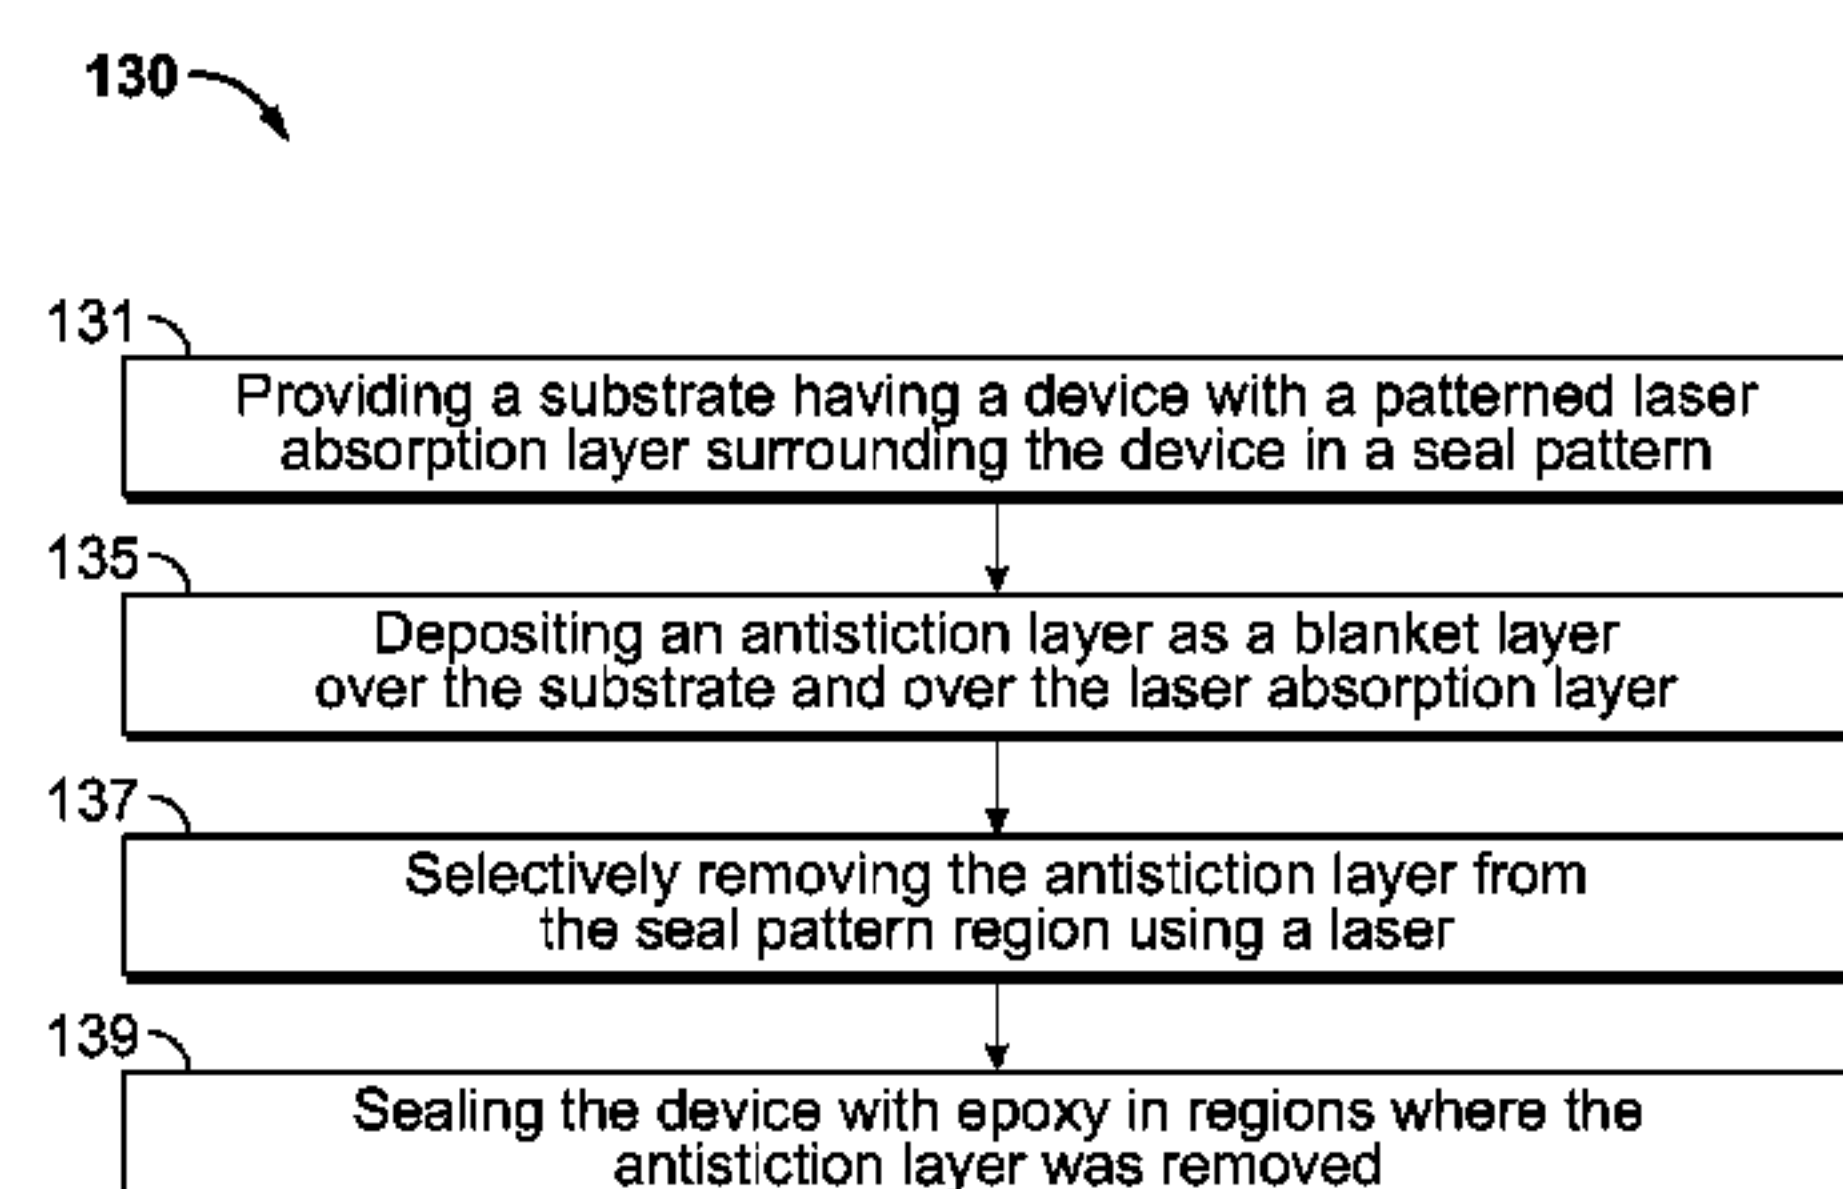 130
131
Providing a substrate having a device with a patterned laser
absorption layer surrounding the device in a seal pattern
135
Depositing an antistiction layer as a blanket layer
over the substrate and over the laser absorption layer
137
Selectively removing the antistiction layer from
the seal pattern region using a laser
139
Sealing the device with epoxy in regions where the
antistiction layer was removed